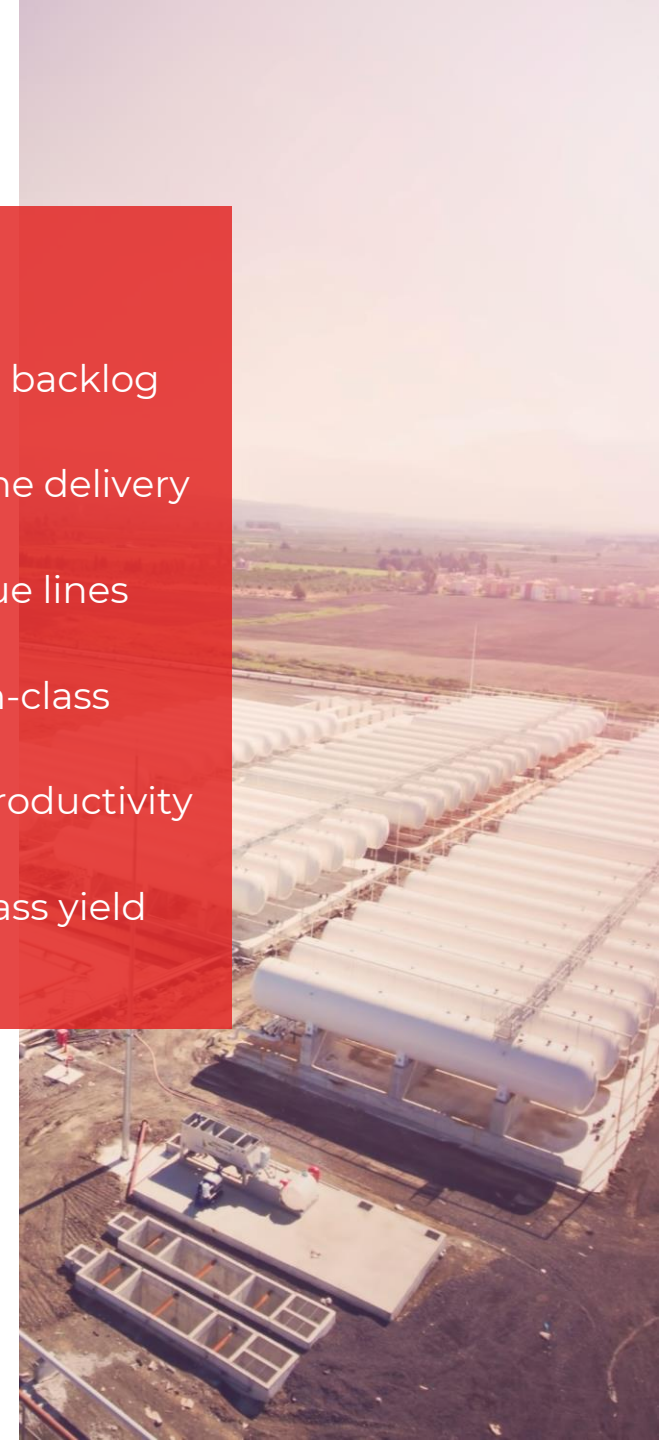 backlog
ne delivery
ue lines
-class
roductivity
ass yield